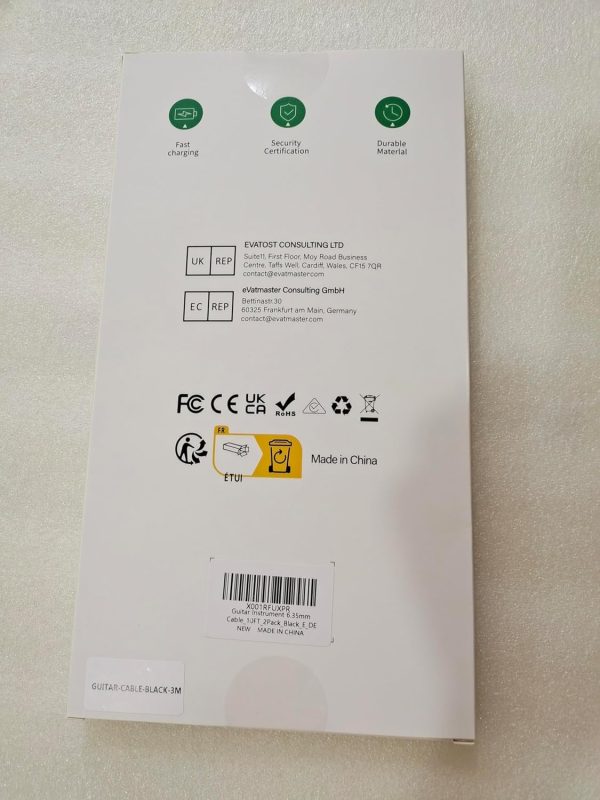 Fast
charging
Security
Certification
Durable
Material
UK REP
EVATOST CONSULTING LTD
Suite11, First Floor, Moy Road Business
Centre, Taffs Well, Cardiff, Wales, CF15 7QR
contact@evatmaster.com
EC REP
eVatmaster Consulting GmbH
Bettinastr.30
60325 Frankfurt am Main, Germany
contact@evatmaster.com
FC CE UK
CA
RoHS
FR
ÉTUI
Made in China
X001RFUXPR
Guitar Instrument 6.35mm
Cable_10FT_2Pack_Black_E_DE
NEW MADE IN CHINA
GUITAR-CABLE-BLACK-3M